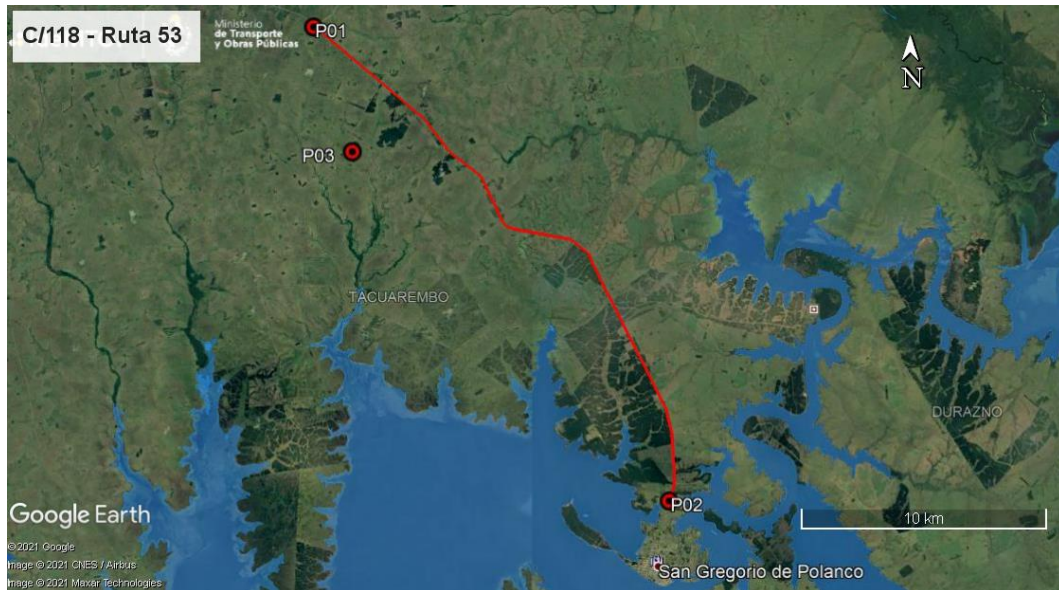 C/118 - Ruta 53
Ministerio
de Transporte
y Obras Públicas
P01
N
P03
TACUAREMBO
DURAZNO
P02
Google Earth
10 km
©2021 Google
Image © 2021 CNES / Airbus
Image © 2021 Maxar Technologies
San Gregorio de Polanco